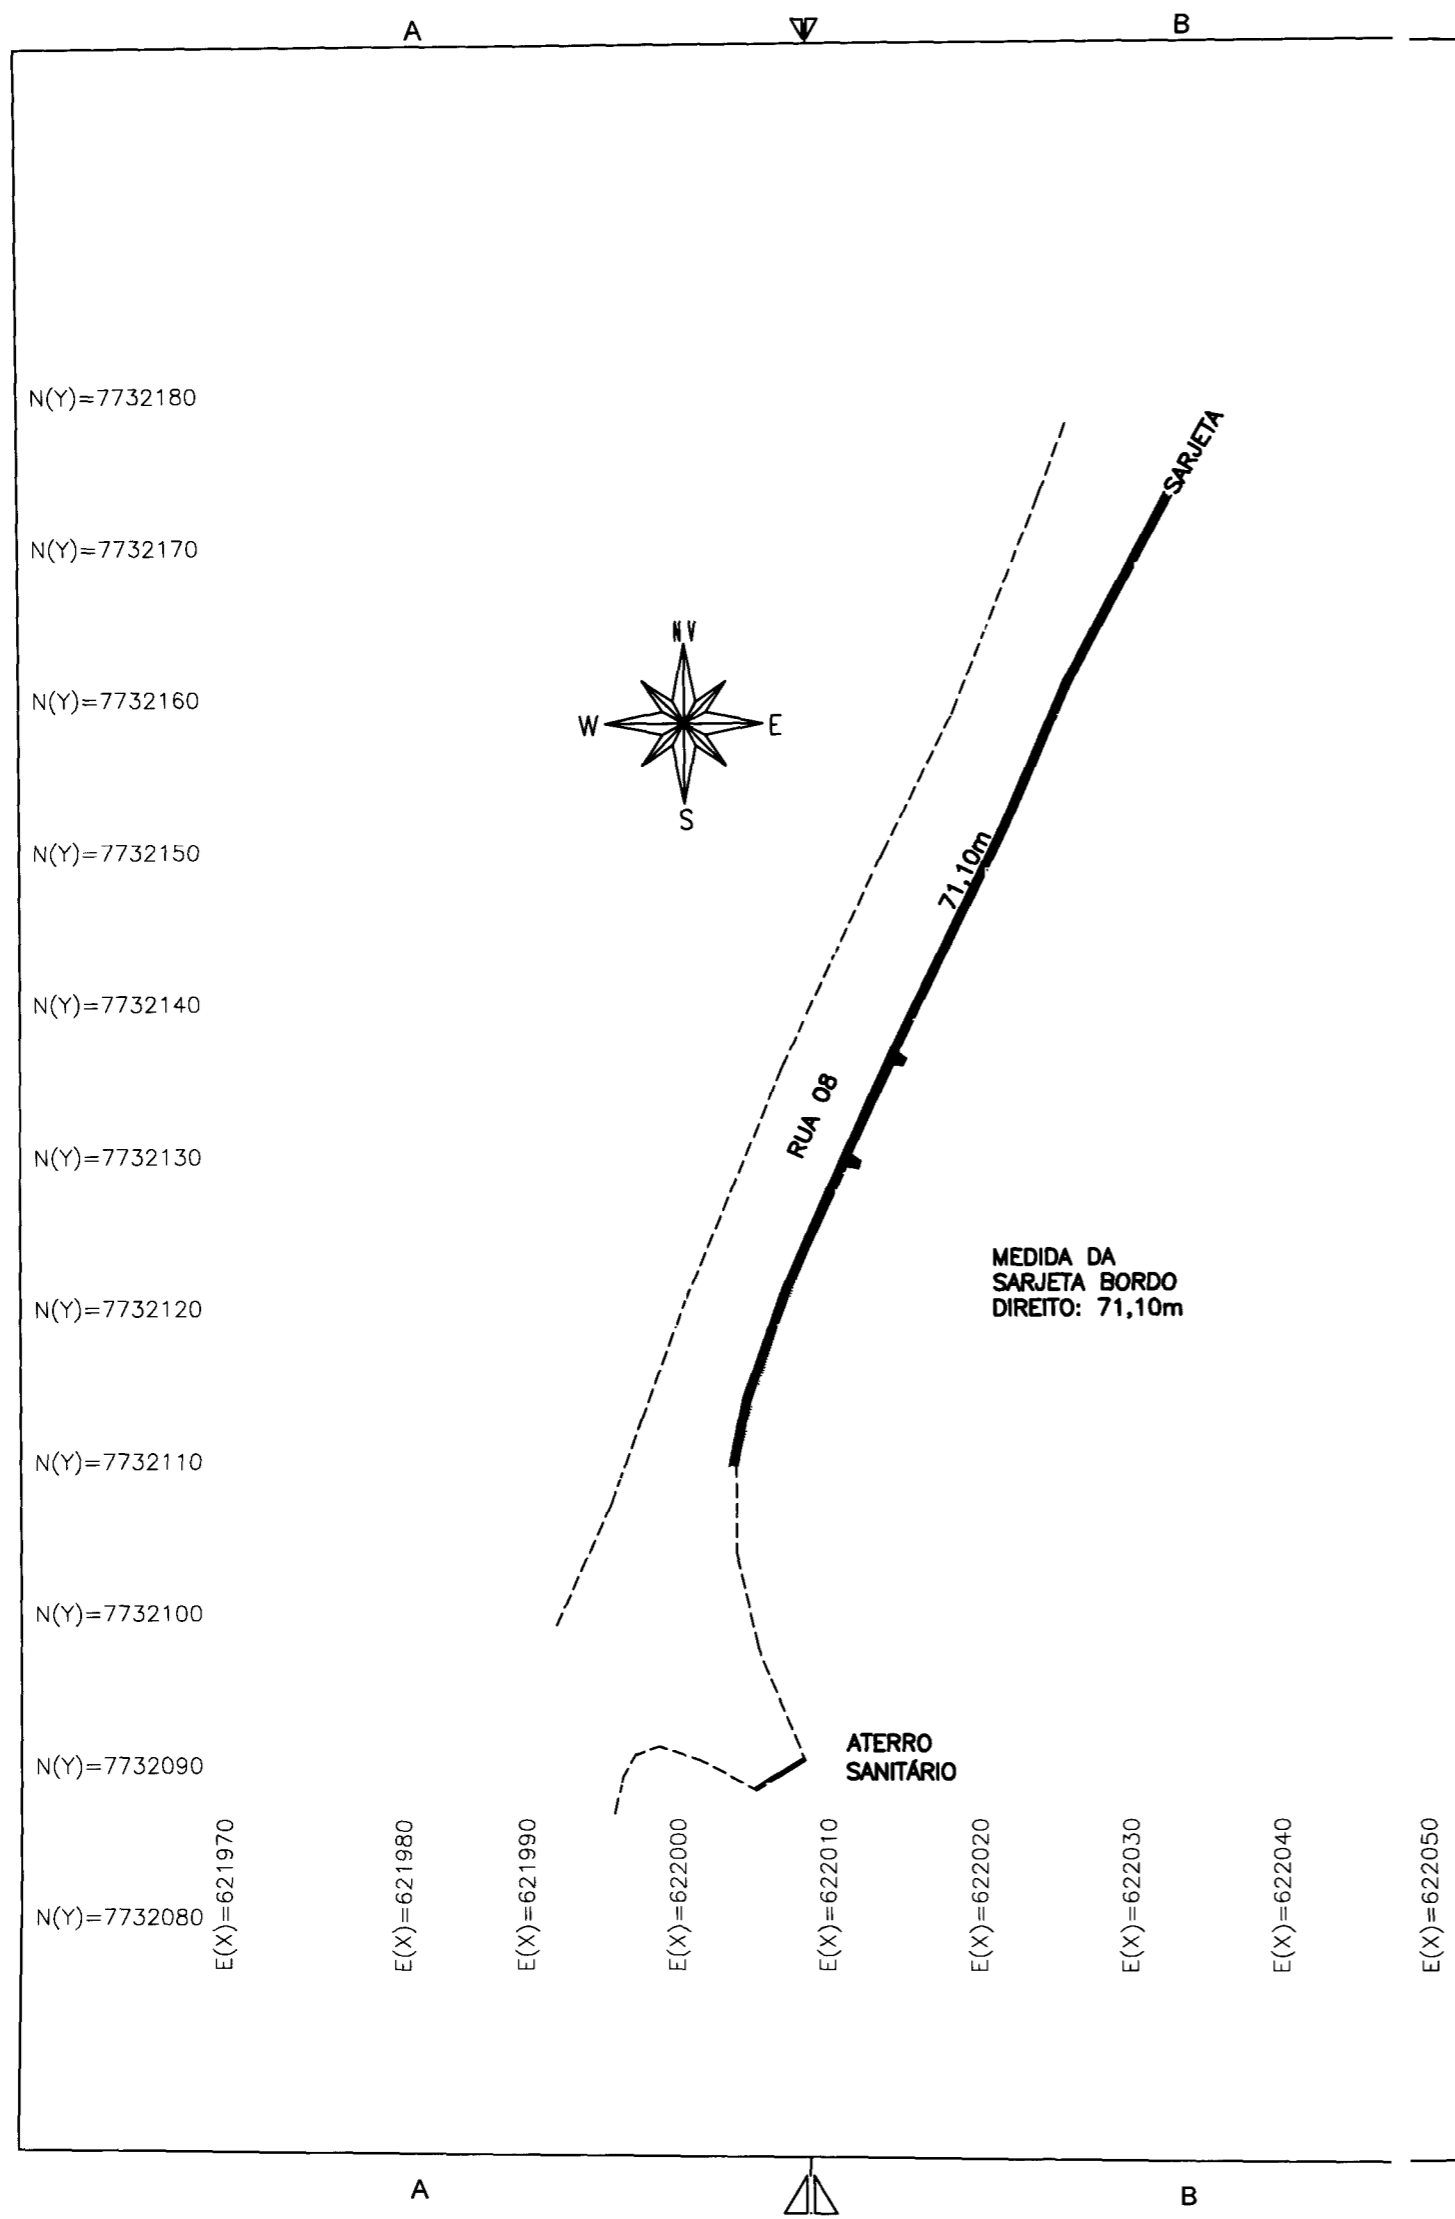 A
B
N(Y)=7732180
SARJETA
N(Y)=7732170
NV
N(Y)=7732160
W
E
S
N(Y)=7732150
71,10m
N(Y)=7732140
RUA 08
N(Y)=7732130
MEDIDA DA
SARJETA BORDO
DIREITO: 71,10m
N(Y)=7732120
N(Y)=7732110
N(Y)=7732100
ATERRO
SANITÁRIO
N(Y)=7732090
N(Y)=7732080
E(X)=621970
E(X)=621980
E(X)=621990
E(X)=622000
E(X)=622010
E(X)=622020
E(X)=622030
E(X)=622040
E(X)=622050
A
B